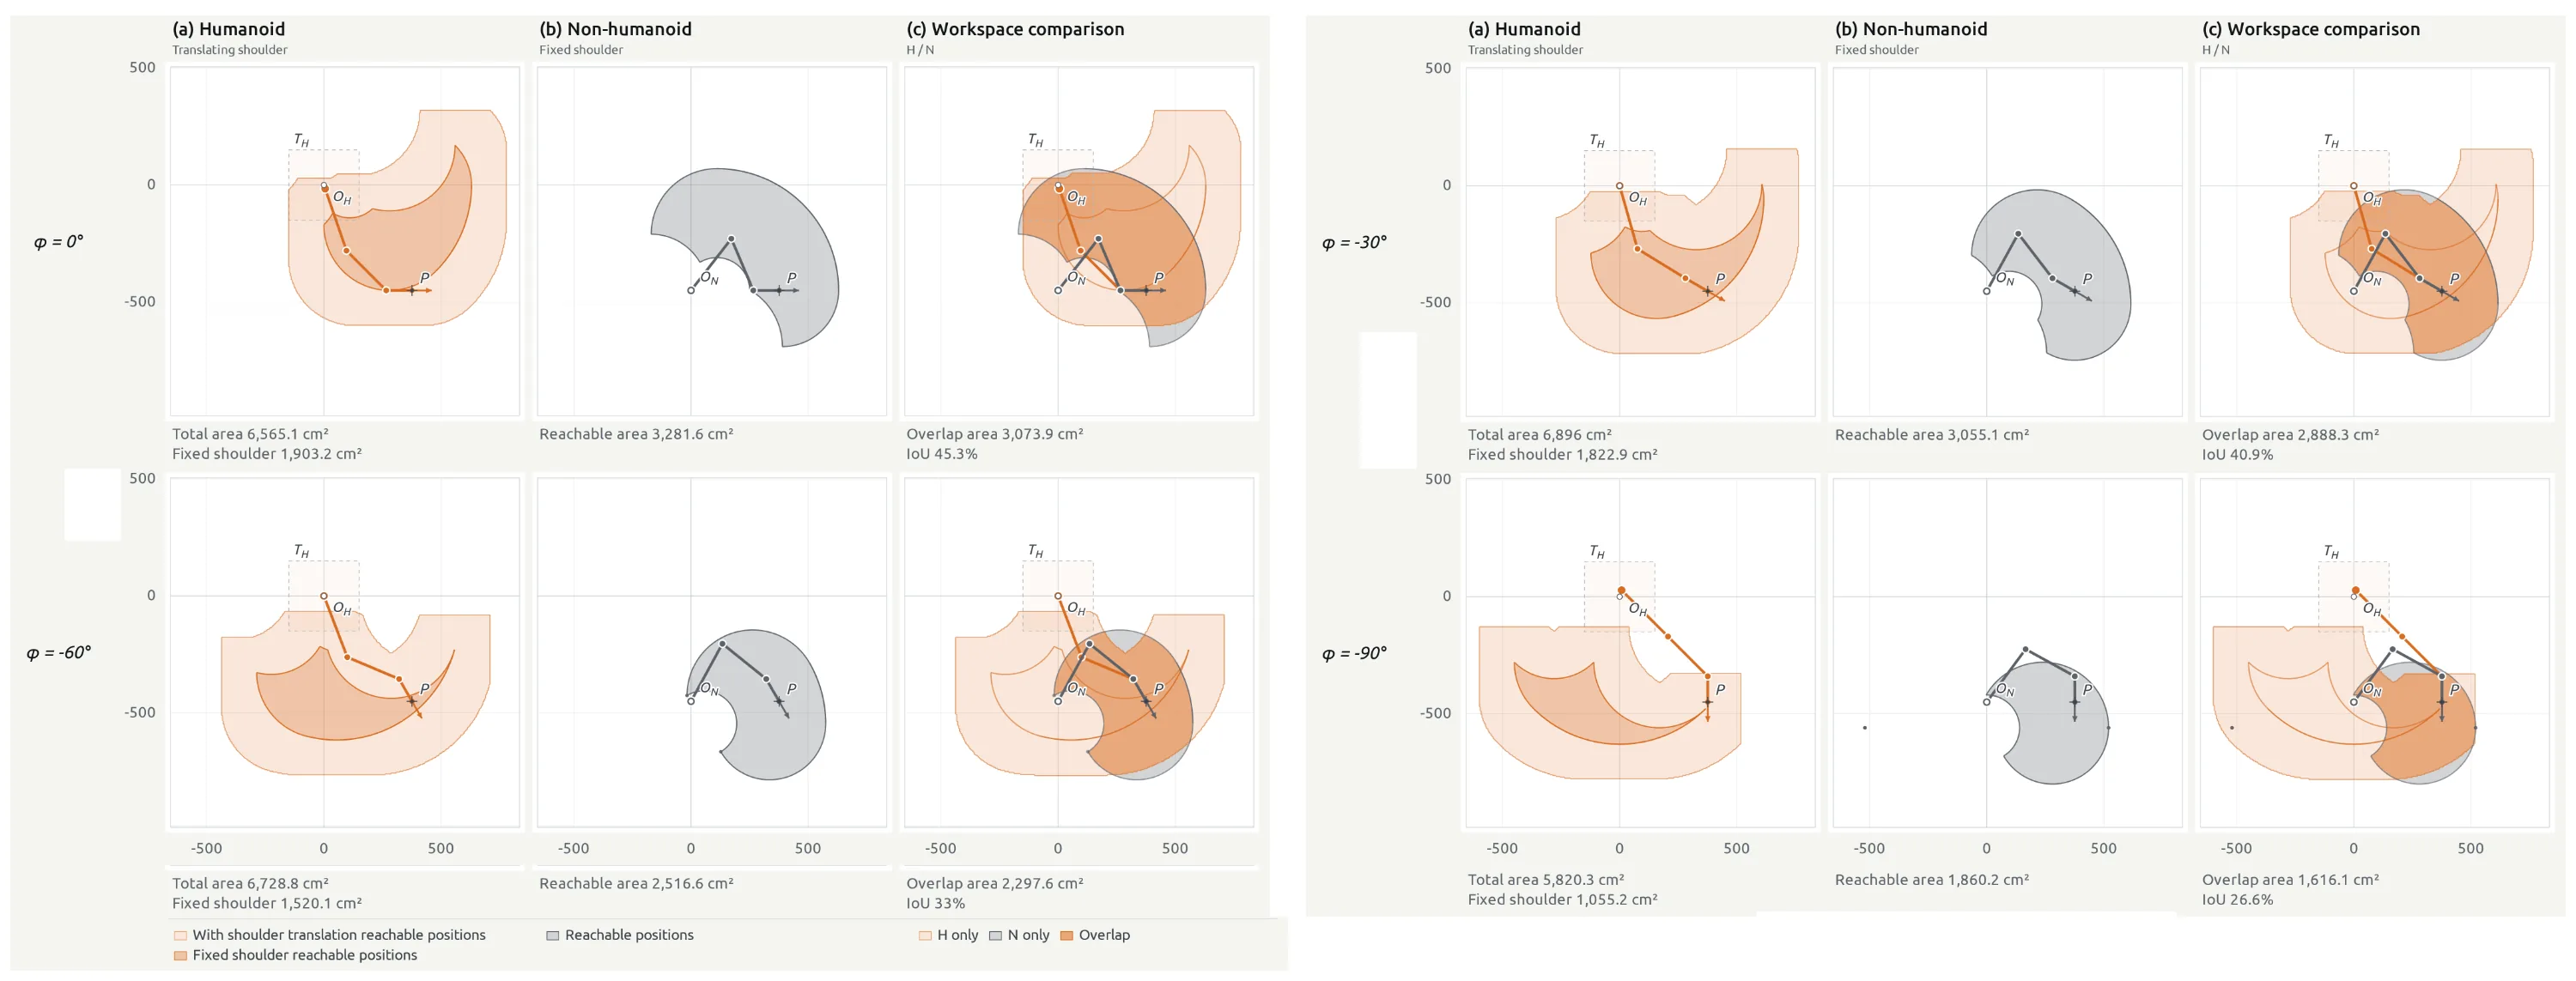 (a) Humanoid
Translating shoulder
(b) Non-humanoid
Fixed shoulder
(c) Workspace comparison
H / N
φ = 0°
500
0
-500
T_H
O_H
P
O_N
P
T_H
O_H
O_N
P
Total area 6,565.1 cm²
Fixed shoulder 1,903.2 cm²
Reachable area 3,281.6 cm²
Overlap area 3,073.9 cm²
IoU 45.3%
φ = -60°
500
0
-500
T_H
O_H
P
O_N
P
T_H
O_H
O_N
P
-500 0 500
-500 0 500
-500 0 500
Total area 6,728.8 cm²
Fixed shoulder 1,520.1 cm²
Reachable area 2,516.6 cm²
Overlap area 2,297.6 cm²
IoU 33%
With shoulder translation reachable positions
Fixed shoulder reachable positions
Reachable positions
H only N only Overlap
(a) Humanoid
Translating shoulder
(b) Non-humanoid
Fixed shoulder
(c) Workspace comparison
H / N
φ = -30°
500
0
-500
T_H
O_H
P
O_N
P
T_H
O_H
O_N
P
Total area 6,896 cm²
Fixed shoulder 1,822.9 cm²
Reachable area 3,055.1 cm²
Overlap area 2,888.3 cm²
IoU 40.9%
φ = -90°
500
0
-500
T_H
O_H
P
O_N
P
T_H
O_H
O_N
P
-500 0 500
-500 0 500
-500 0 500
Total area 5,820.3 cm²
Fixed shoulder 1,055.2 cm²
Reachable area 1,860.2 cm²
Overlap area 1,616.1 cm²
IoU 26.6%